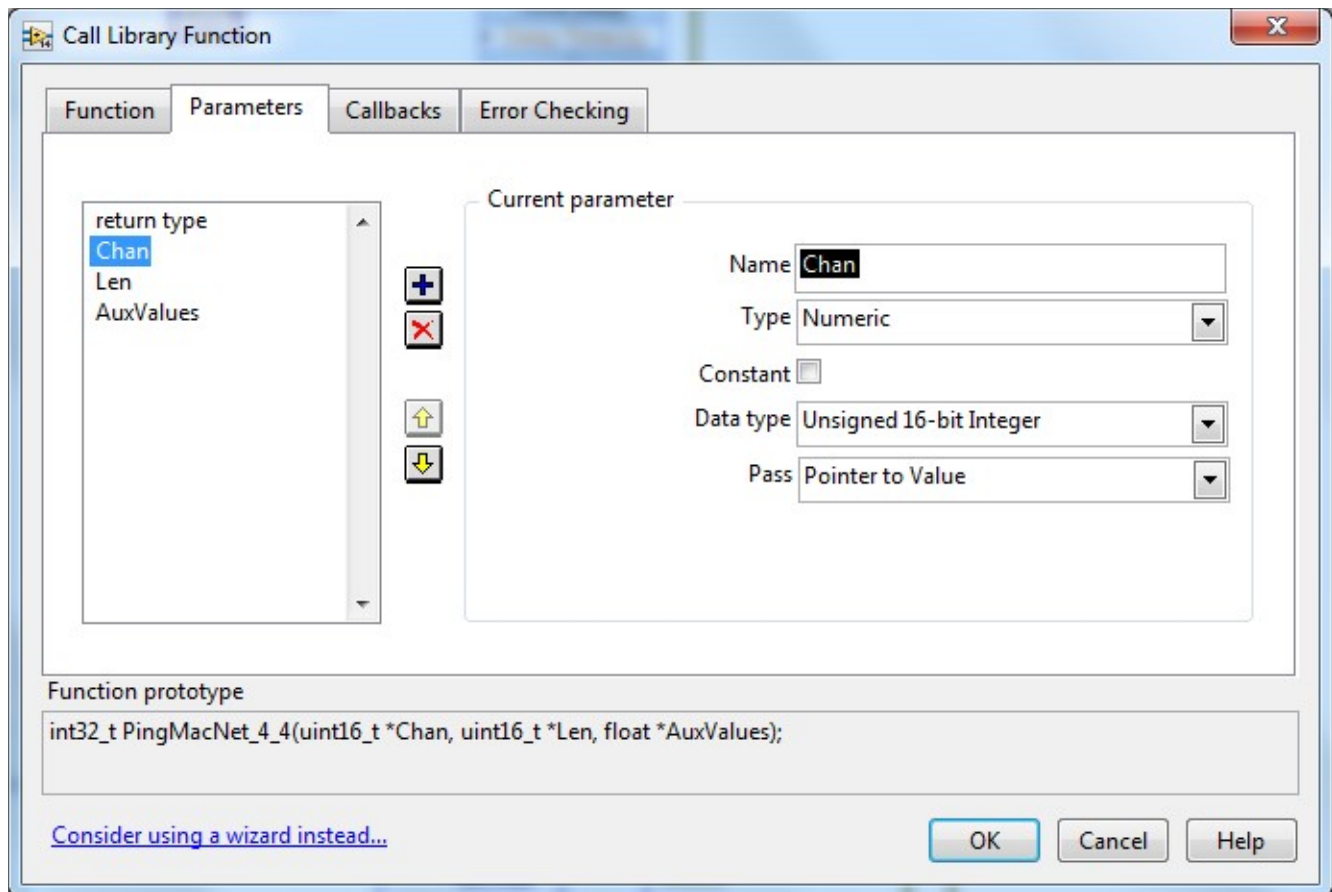 Call Library Function
Function Parameters Callbacks Error Checking
return type
Chan
Len
AuxValues
Current parameter
Name Chan
Type Numeric
Constant
Data type Unsigned 16-bit Integer
Pass Pointer to Value
Function prototype
int32_t PingMacNet_4_4(uint16_t *Chan, uint16_t *Len, float *AuxValues);
Consider using a wizard instead...
OK Cancel Help